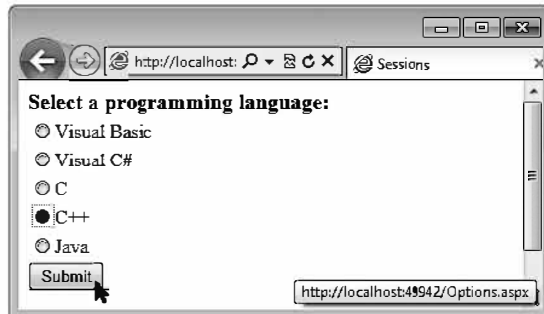 http://localhost: Sessions
Select a programming language:
Visual Basic
Visual C#
C
C++
Java
Submit
http://localhost:49942/Options.aspx